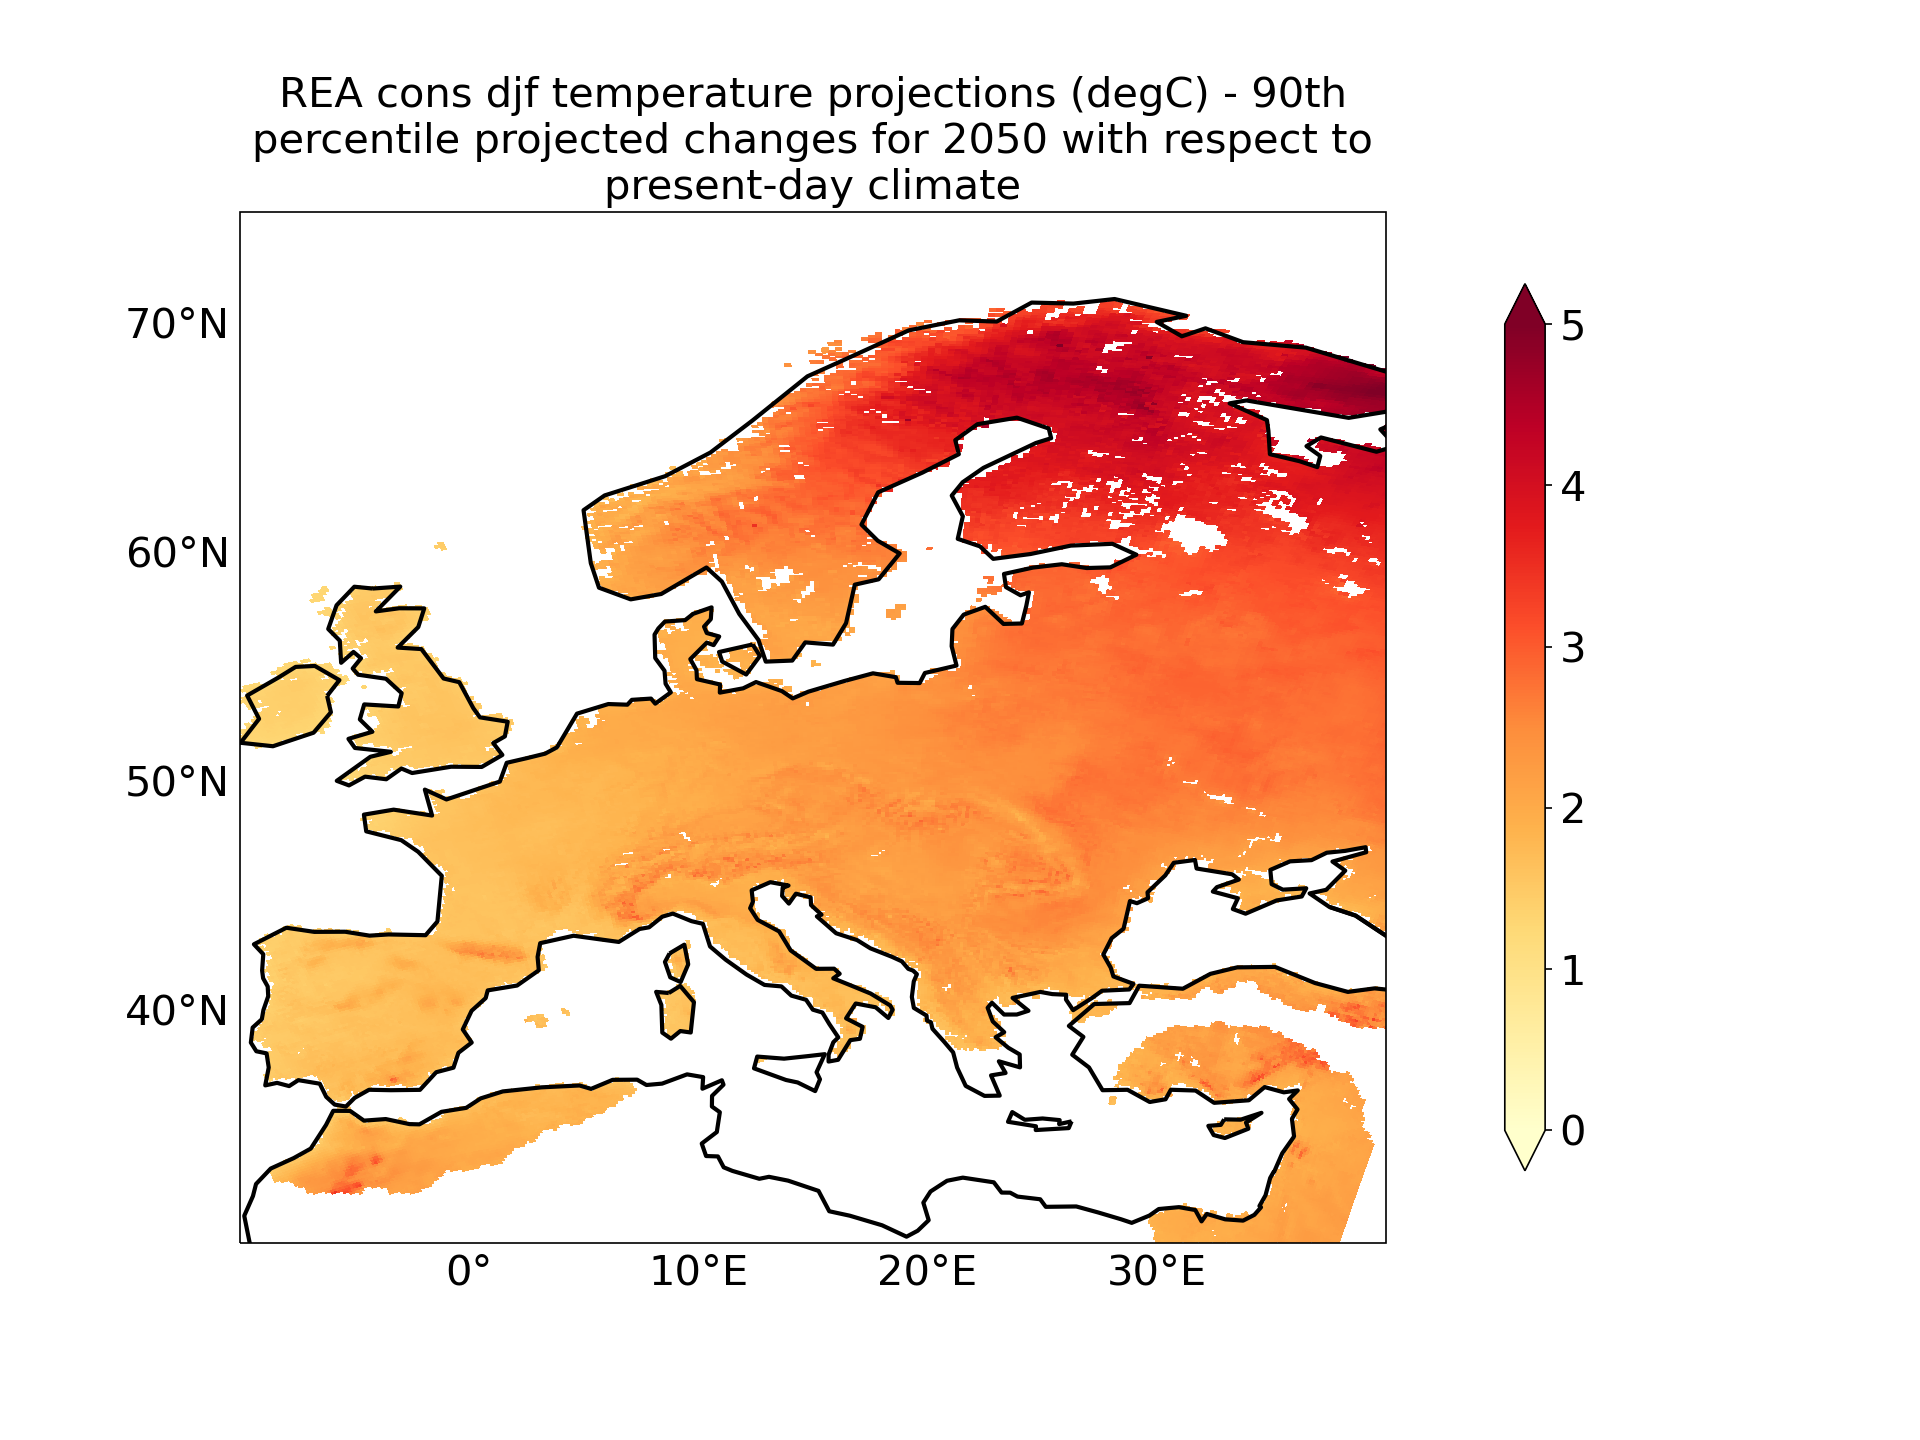 REA cons djf temperature projections (degC) - 90th
percentile projected changes for 2050 with respect to
present-day climate
70°N
60°N
50°N
40°N
0°
10°E
20°E
30°E
5
4
3
2
1
0